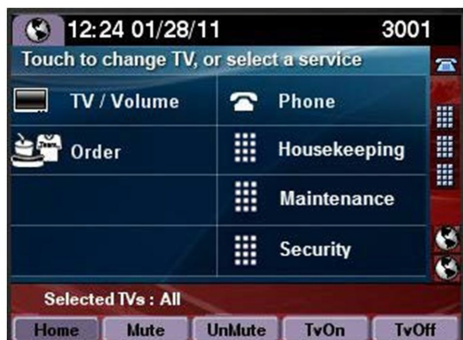 12:24 01/28/11 3001
Touch to change TV, or select a service
TV / Volume
Phone
Order
Housekeeping
Maintenance
Security
Selected TVs : All
Home Mute UnMute TvOn TvOff